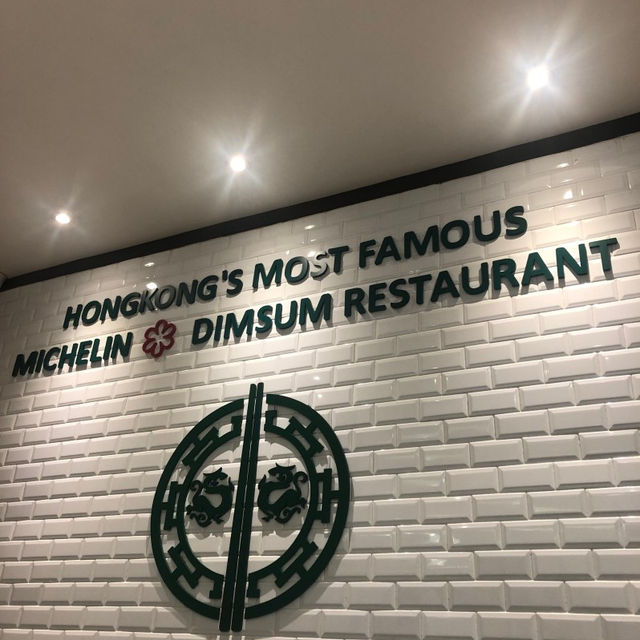 HONGKONG'S MOST FAMOUS
MICHELIN DIMSUM RESTAURANT